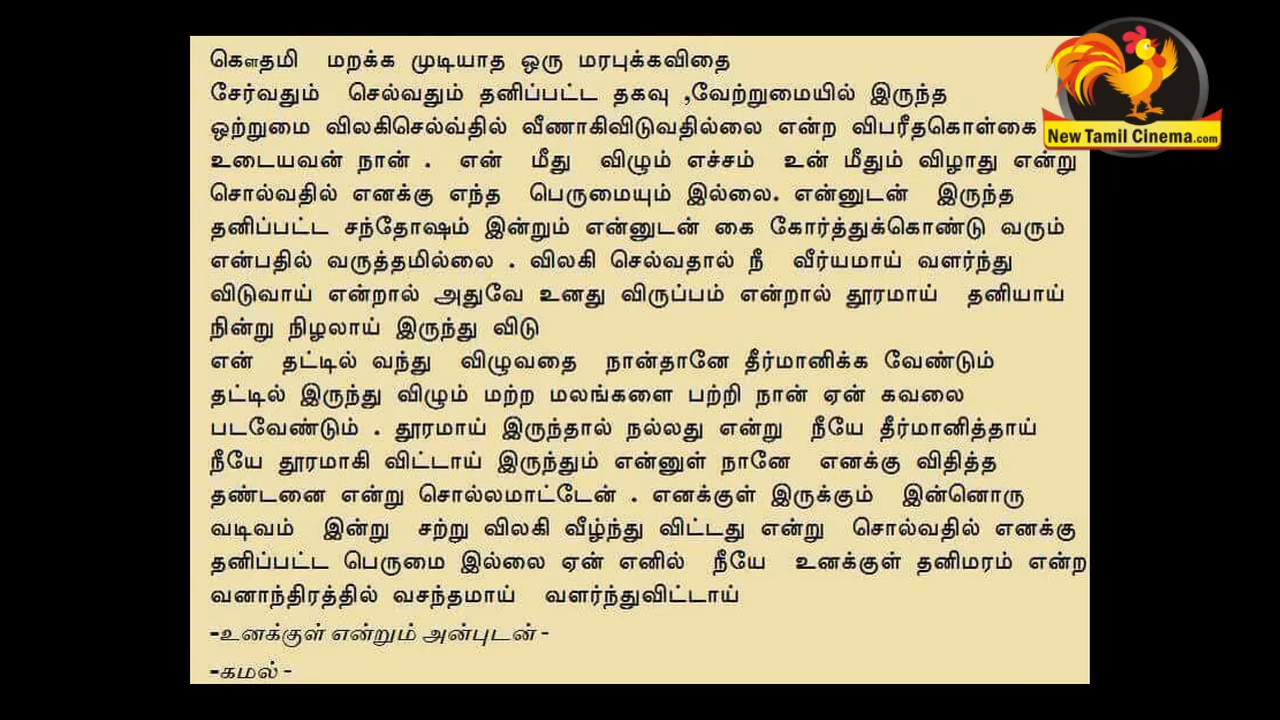 கௌதமி மறக்க முடியாத ஒரு மரபுக்கவிதை
சேர்வதும் செல்வதும் தனிப்பட்ட தகவு ,வேற்றுமையில் இருந்த
ஒற்றுமை விலகிசெல்வ்தில் வீணாகிவிடுவதில்லை என்ற விபரீதகொள்கை
உடையவன் நான் . என் மீது விழும் எச்சம் உன் மீதும் விழாது என்று
சொல்வதில் எனக்கு எந்த பெருமையும் இல்லை. என்னுடன் இருந்த
தனிப்பட்ட சந்தோஷம் இன்றும் என்னுடன் கை கோர்த்துக்கொண்டு வரும்
என்பதில் வருத்தமில்லை . விலகி செல்வதால் நீ வீர்யமாய் வளர்ந்து
விடுவாய் என்றால் அதுவே உனது விருப்பம் என்றால் தூரமாய் தனியாய்
நின்று நிழலாய் இருந்து விடு
என் தட்டில் வந்து விழுவதை நான்தானே தீர்மானிக்க வேண்டும்
தட்டில் இருந்து விழும் மற்ற மலங்களை பற்றி நான் ஏன் கவலை
படவேண்டும் . தூரமாய் இருந்தால் நல்லது என்று நீயே தீர்மானித்தாய்
நீயே தூரமாகி விட்டாய் இருந்தும் என்னுள் நானே எனக்கு விதித்த
தண்டனை என்று சொல்லமாட்டேன் . எனக்குள் இருக்கும் இன்னொரு
வடிவம் இன்று சற்று விலகி வீழ்ந்து விட்டது என்று சொல்வதில் எனக்கு
தனிப்பட்ட பெருமை இல்லை ஏன் எனில் நீயே உனக்குள் தனிமரம் என்ற
வனாந்திரத்தில் வசந்தமாய் வளர்ந்துவிட்டாய்
-உனக்குள் என்றும் அன்புடன் -
-கமல் -
New Tamil Cinema.com